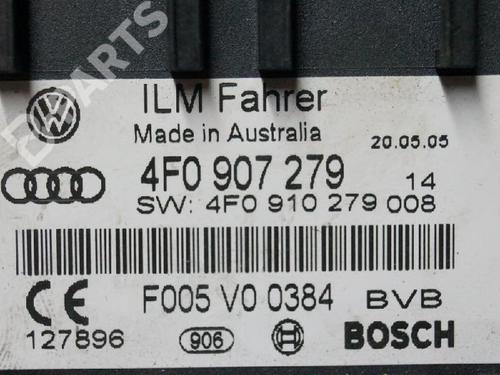 ILM Fahrer
Made in Australia 20.05.05
4F0 907 279 14
SW: 4F0 910 279 008
F005 V0 0384 BVB
127896 906 BOSCH